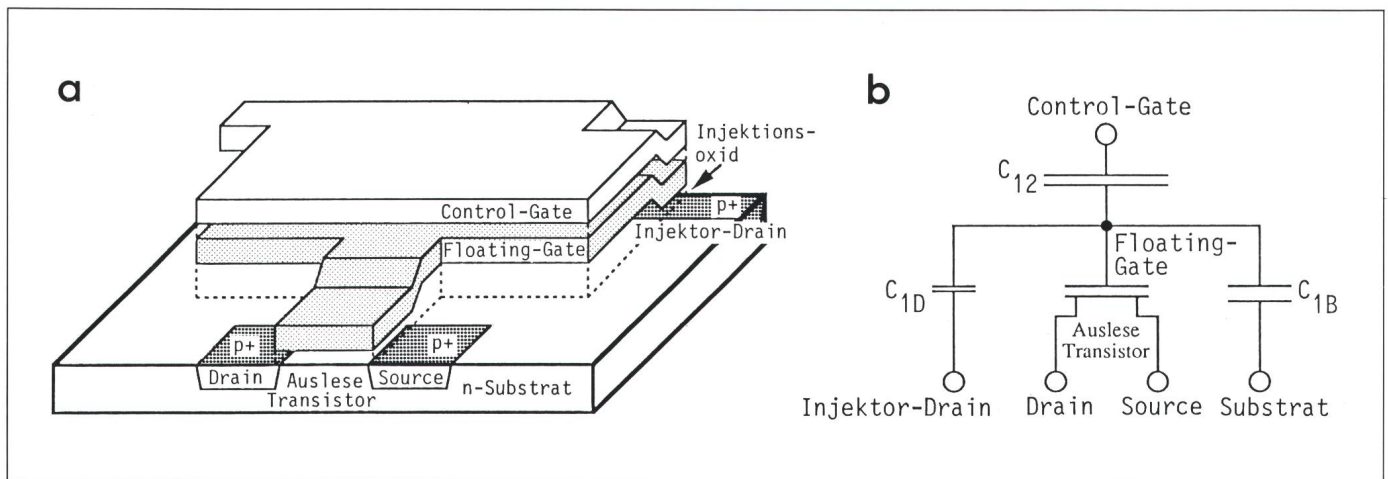 a
Injektions-
oxid
Control-Gate
p+
Injektor-Drain
Floating-Gate
p+
p+
Drain
Auslese
Transistor
Source
n-Substrat
b
Control-Gate
C12
Floating-
Gate
C1D
C1B
Auslese
Transistor
Injektor-Drain
Drain
Source
Substrat